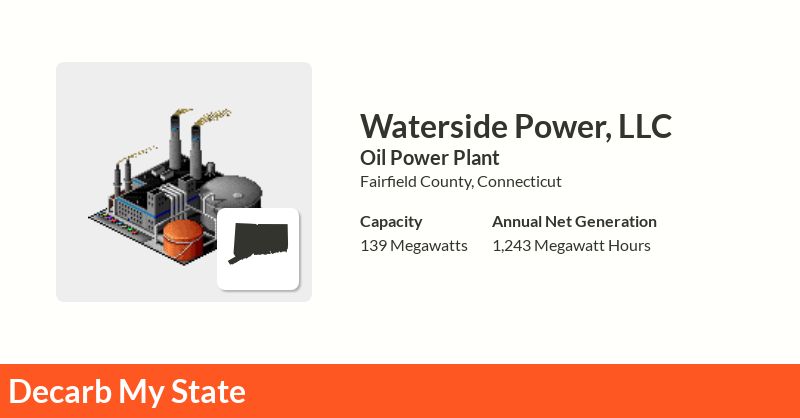 Waterside Power, LLC
Oil Power Plant
Fairfield County, Connecticut
Capacity
139 Megawatts
Annual Net Generation
1,243 Megawatt Hours
Decarb My State